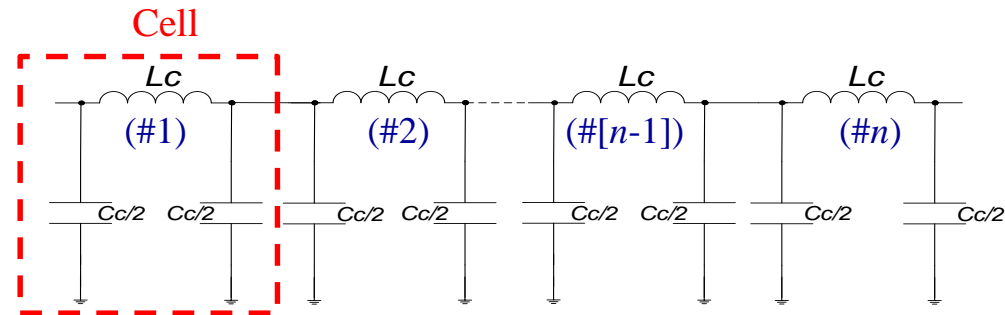 Cell
Lc Lc Lc Lc
(#1) (#2) (#[n-1]) (#n)
Cc/2 Cc/2 Cc/2 Cc/2 Cc/2 Cc/2 Cc/2 Cc/2